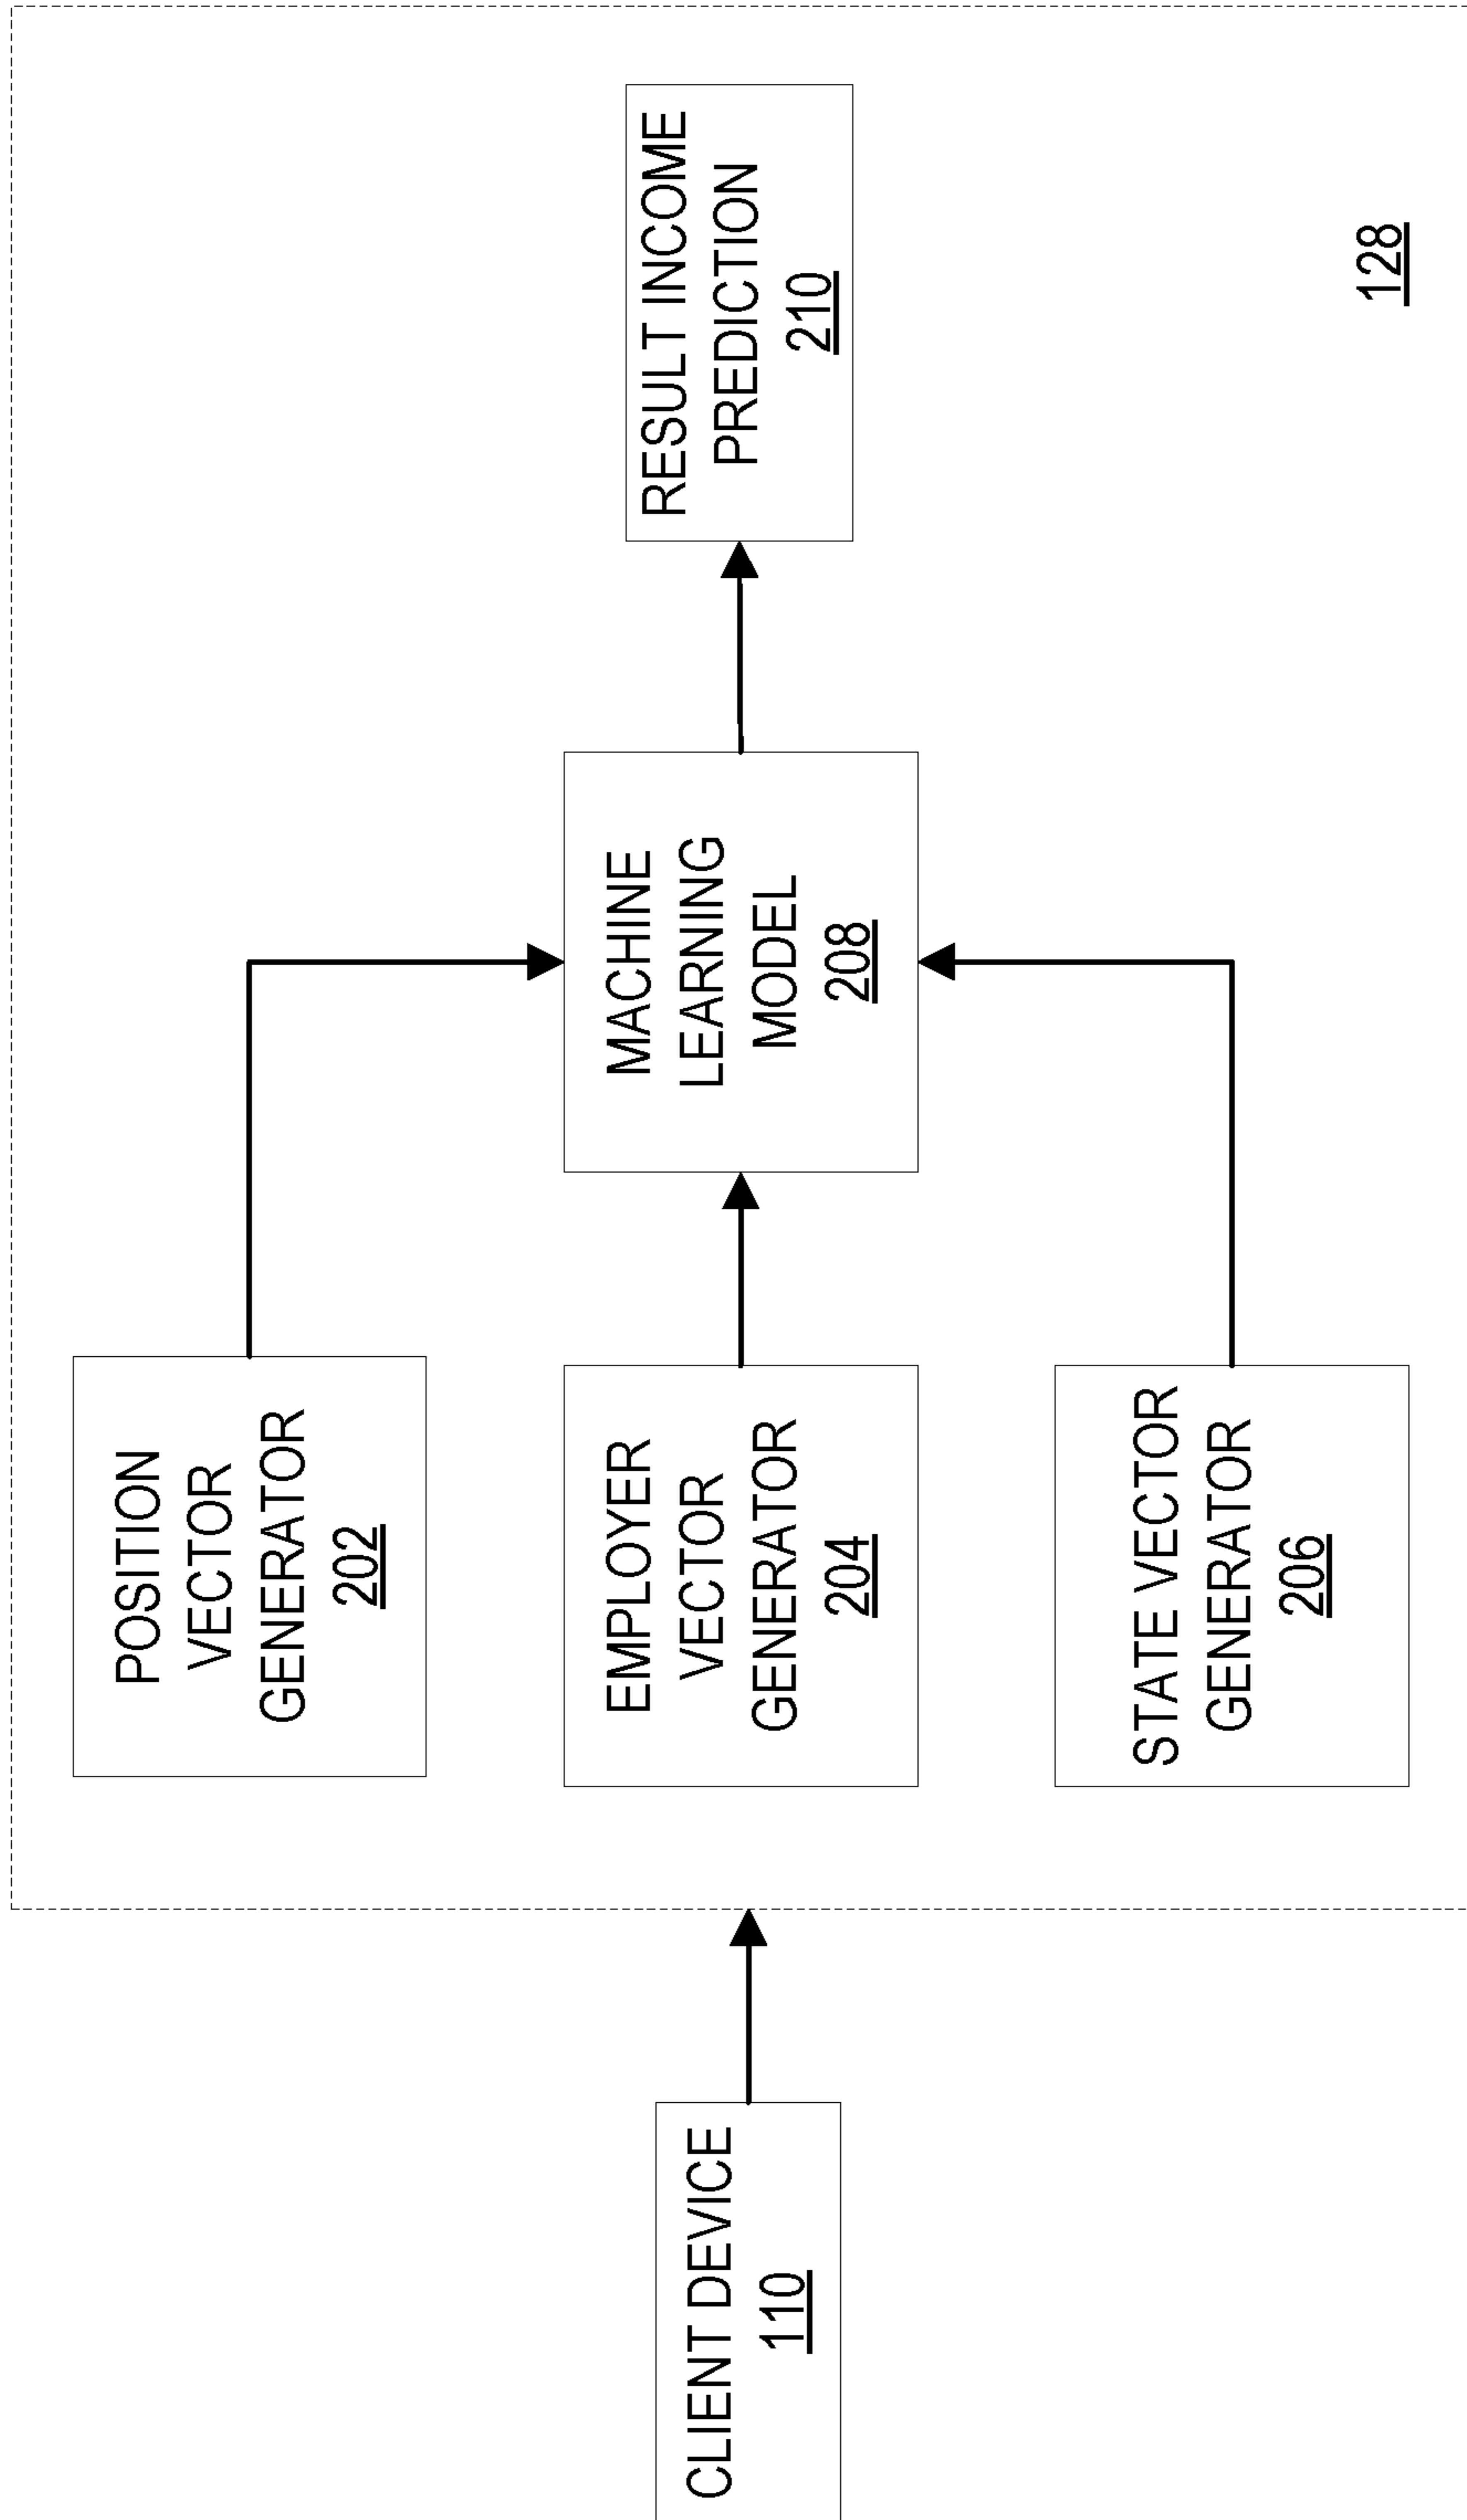 CLIENT DEVICE
110
POSITION
VECTOR
GENERATOR
202
EMPLOYER
VECTOR
GENERATOR
204
STATE VECTOR
GENERATOR
206
MACHINE
LEARNING
MODEL
208
RESULT INCOME
PREDICTION
210
128